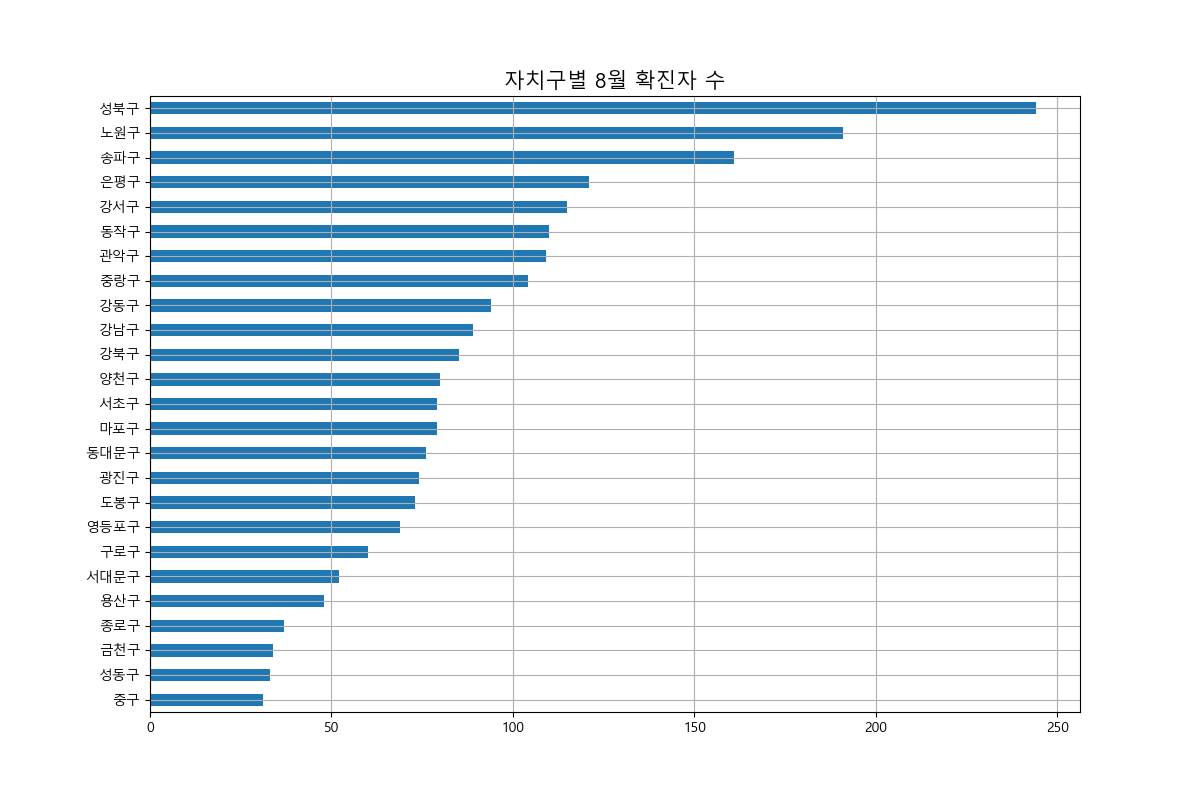 자치구별 8월 확진자 수
성북구
노원구
송파구
은평구
강서구
동작구
관악구
중랑구
강동구
강남구
강북구
양천구
서초구
마포구
동대문구
광진구
도봉구
영등포구
구로구
서대문구
용산구
종로구
금천구
성동구
중구
0 50 100 150 200 250